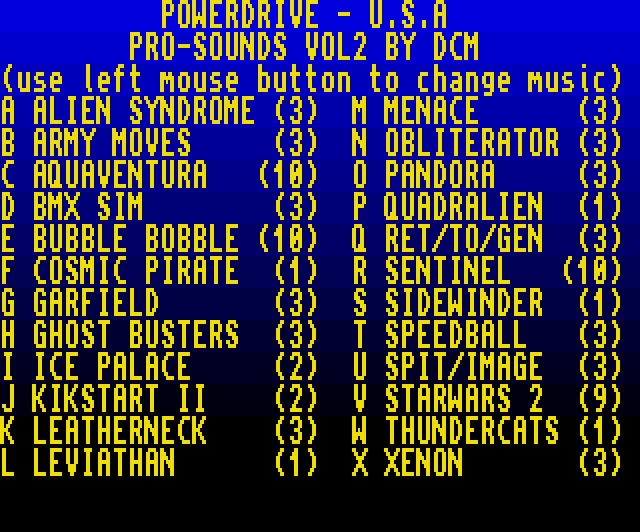 POWERDRIVE - U.S.A
PRO-SOUNDS VOL2 BY DCM
(use left mouse button to change music)
A ALIEN SYNDROME (3) M MENACE (3)
B ARMY MOVES (3) N OBLITERATOR (3)
C AQUAVENTURA (10) O PANDORA (3)
D BMX SIM (3) P QUADRALIEN (1)
E BUBBLE BOBBLE (10) Q RET/TO/GEN (3)
F COSMIC PIRATE (1) R SENTINEL (10)
G GARFIELD (3) S SIDEWINDER (1)
H GHOST BUSTERS (3) T SPEEDBALL (3)
I ICE PALACE (2) U SPIT/IMAGE (3)
J KIKSTART II (2) V STARWARS 2 (9)
K LEATHERNECK (3) W THUNDERCATS (1)
L LEVIATHAN (1) X XENON (3)